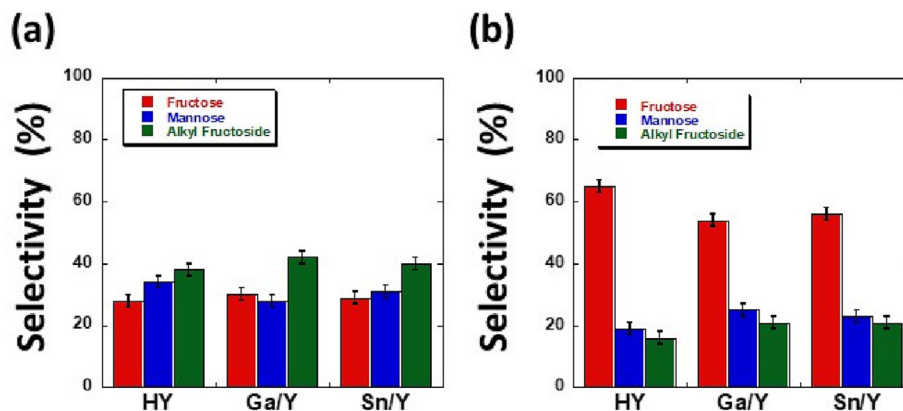 (a)
Selectivity (%)
100
80
60
40
20
0
Fructose
Mannose
Alkyl Fructoside
HY Ga/Y Sn/Y
(b)
Selectivity (%)
100
80
60
40
20
0
Fructose
Mannose
Alkyl Fructoside
HY Ga/Y Sn/Y